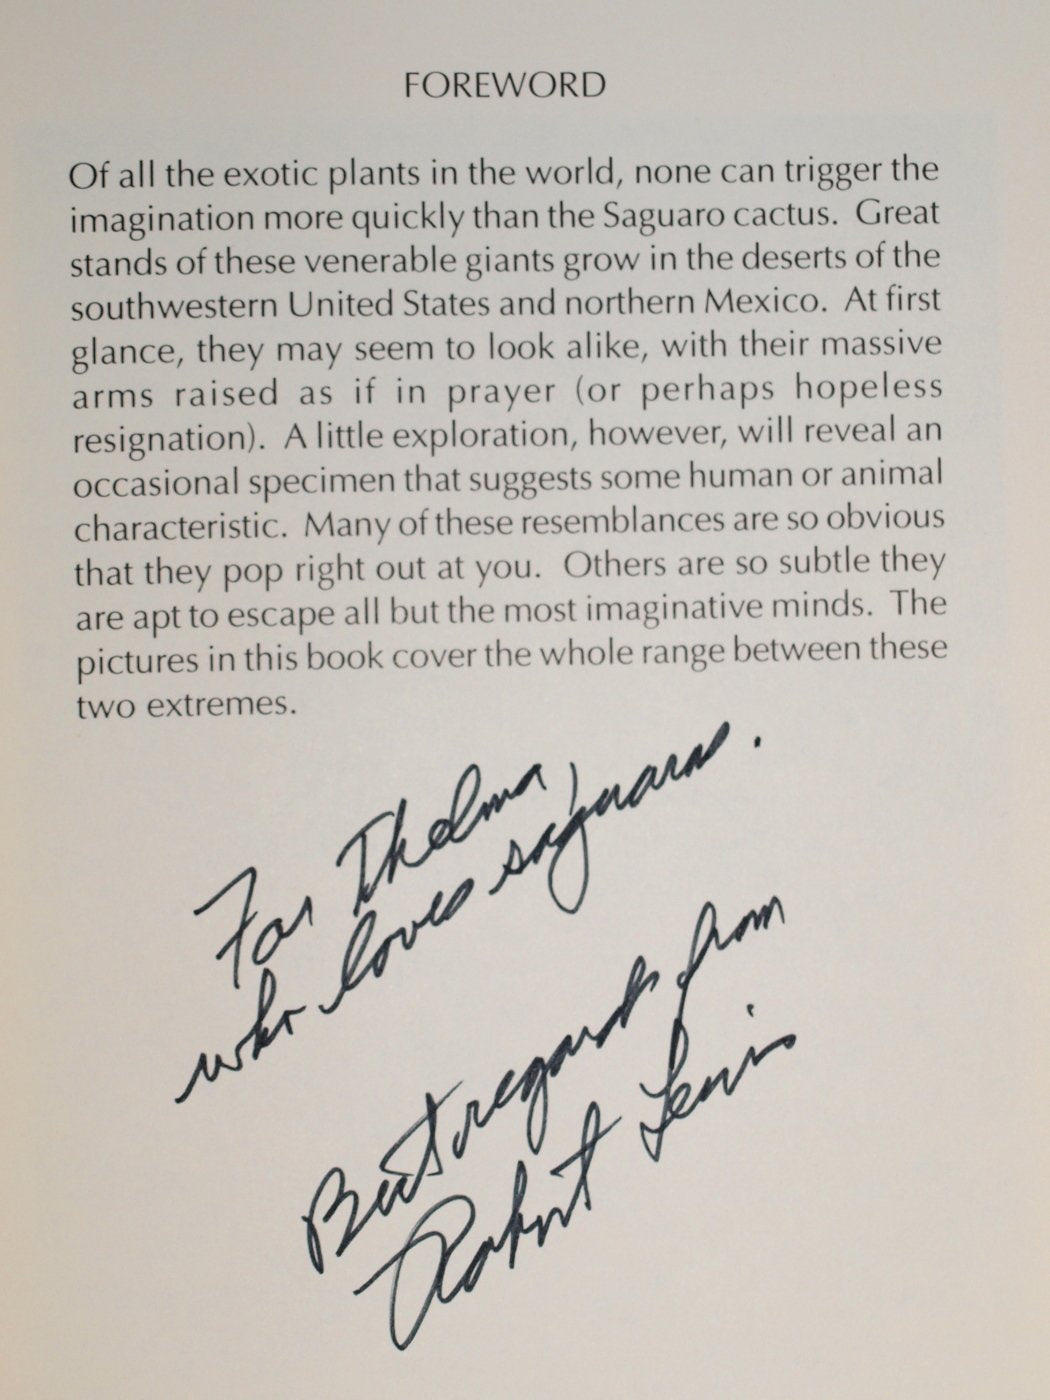 FOREWORD
Of all the exotic plants in the world, none can trigger the
imagination more quickly than the Saguaro cactus. Great
stands of these venerable giants grow in the deserts of the
southwestern United States and northern Mexico. At first
glance, they may seem to look alike, with their massive
arms raised as if in prayer (or perhaps hopeless
resignation). A little exploration, however, will reveal an
occasional specimen that suggests some human or animal
characteristic. Many of these resemblances are so obvious
that they pop right out at you. Others are so subtle they
are apt to escape all but the most imaginative minds. The
pictures in this book cover the whole range between these
two extremes.
For Thelma,
who loves saguaros.
Best regards from
Robert Lewis